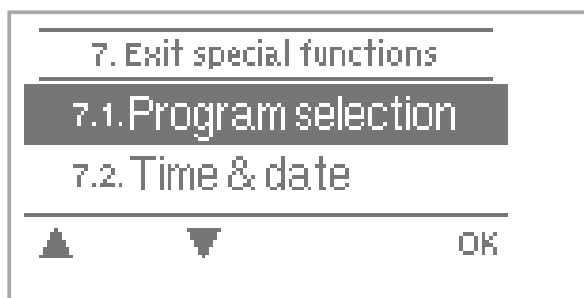 7. Exit special functions
7.1. Program selection
7.2. Time & date
OK